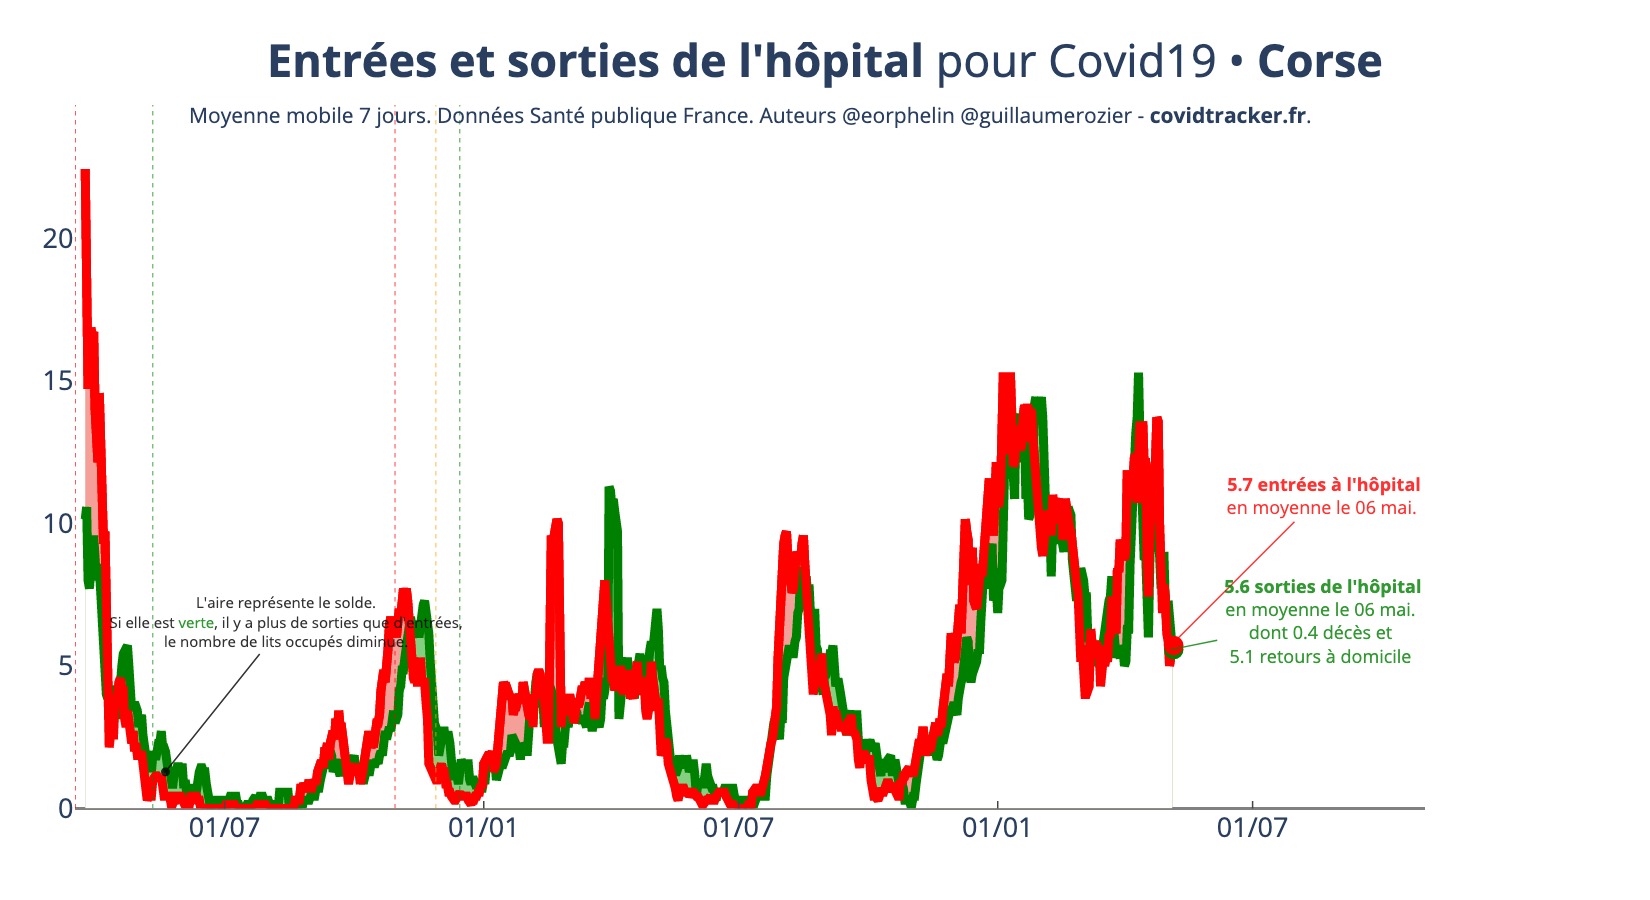 Entrées et sorties de l'hôpital pour Covid19 • Corse
Moyenne mobile 7 jours. Données Santé publique France. Auteurs @eorphelin @guillaumerozier - covidtracker.fr.
20
15
10
5
0
L'aire représente le solde.
Si elle est verte, il y a plus de sorties que d'entrées,
le nombre de lits occupés diminue.
5.7 entrées à l'hôpital
en moyenne le 06 mai.
5.6 sorties de l'hôpital
en moyenne le 06 mai.
dont 0.4 décès et
5.1 retours à domicile
01/07
01/01
01/07
01/01
01/07